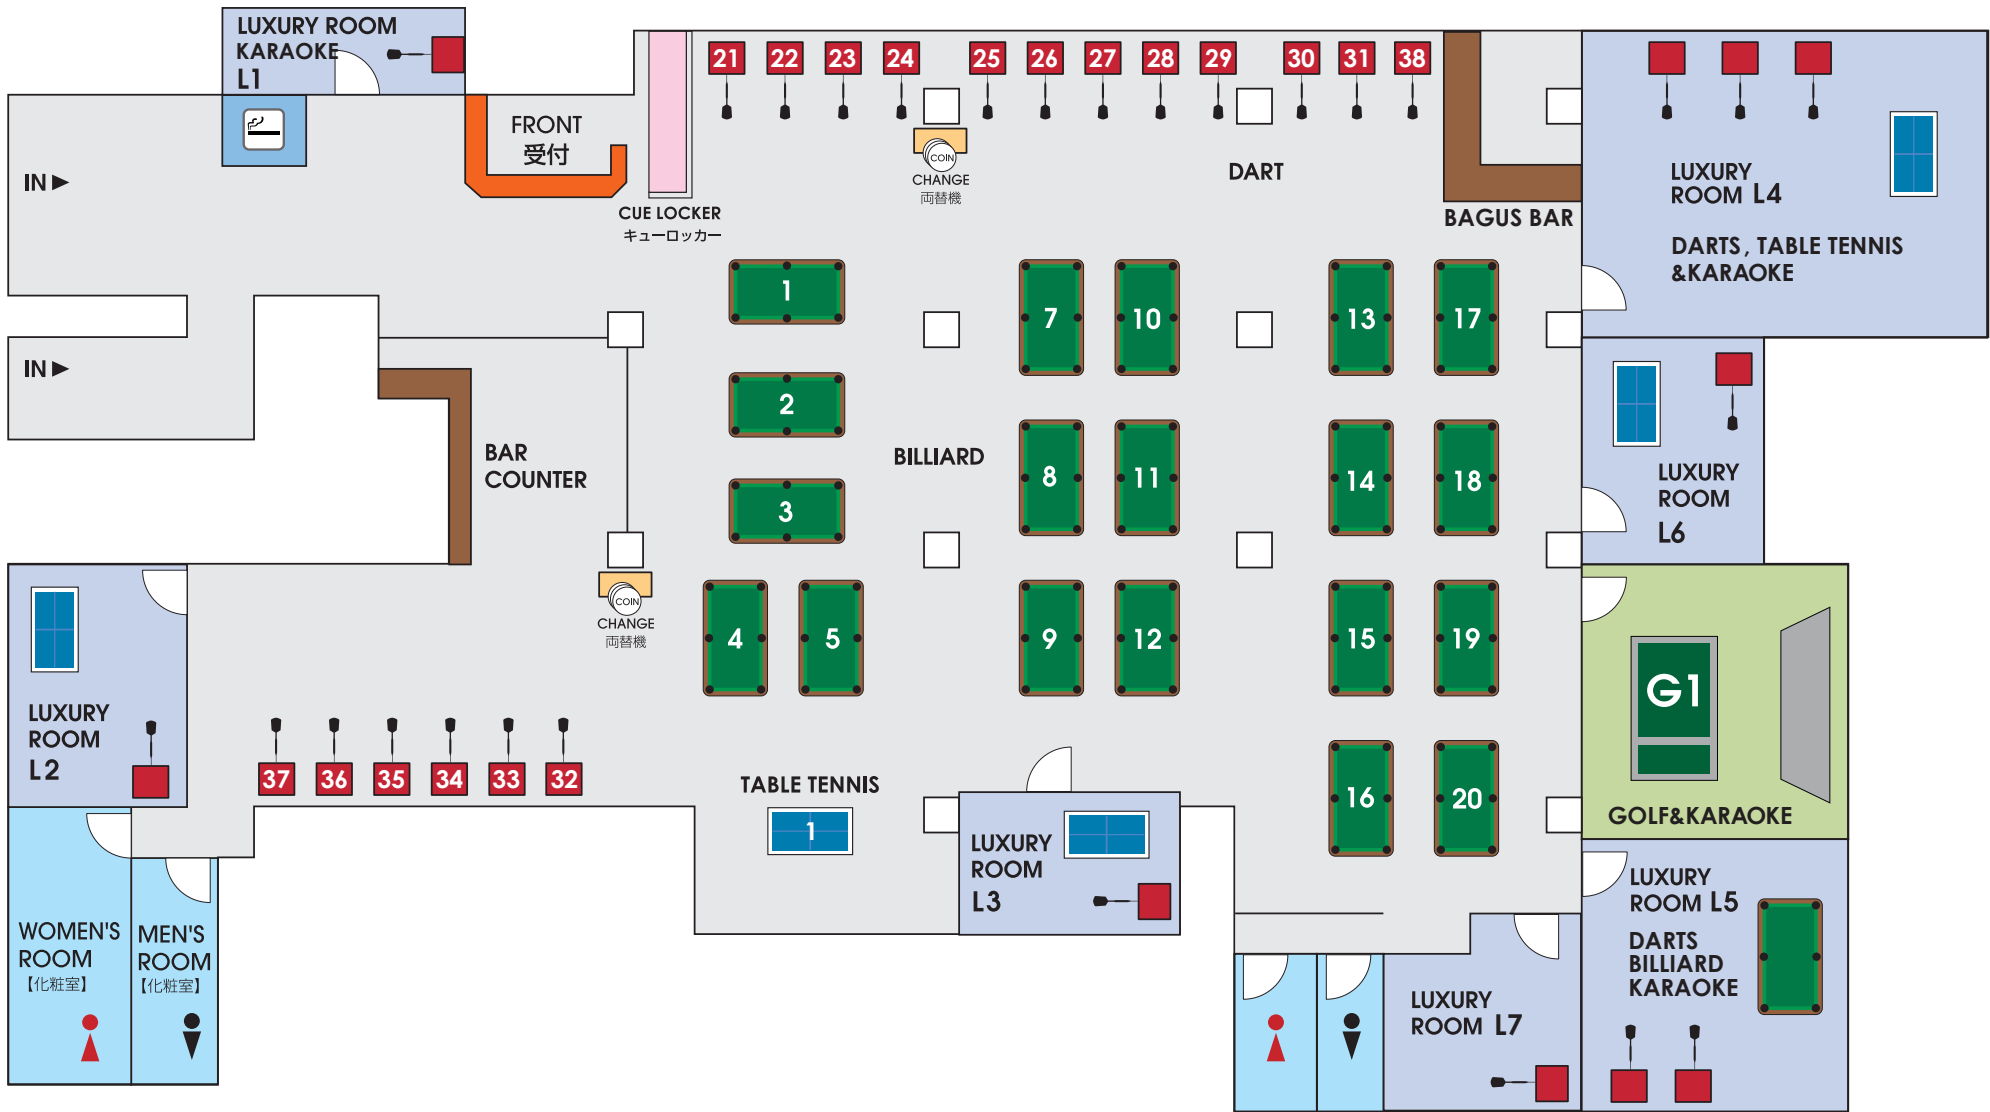 LUXURY ROOM
KARAOKE
L1
FRONT
受付
IN ▶
IN ▶
CUE LOCKER
キューロッカー
21 22 23 24 25 26 27 28 29 30 31 38
COIN
CHANGE
両替機
DART
BAGUS BAR
LUXURY
ROOM L4
DARTS, TABLE TENNIS
&KARAOKE
1
2
3
4 5
BILLIARD
7 10 13 17
8 11 14 18
9 12 15 19
16 20
BAR
COUNTER
COIN
CHANGE
両替機
LUXURY
ROOM
L6
G1
GOLF&KARAOKE
LUXURY
ROOM
L2
37 36 35 34 33 32
TABLE TENNIS
1
LUXURY
ROOM
L3
LUXURY
ROOM L5
DARTS
BILLIARD
KARAOKE
WOMEN'S
ROOM
【化粧室】
MEN'S
ROOM
【化粧室】
LUXURY
ROOM L7